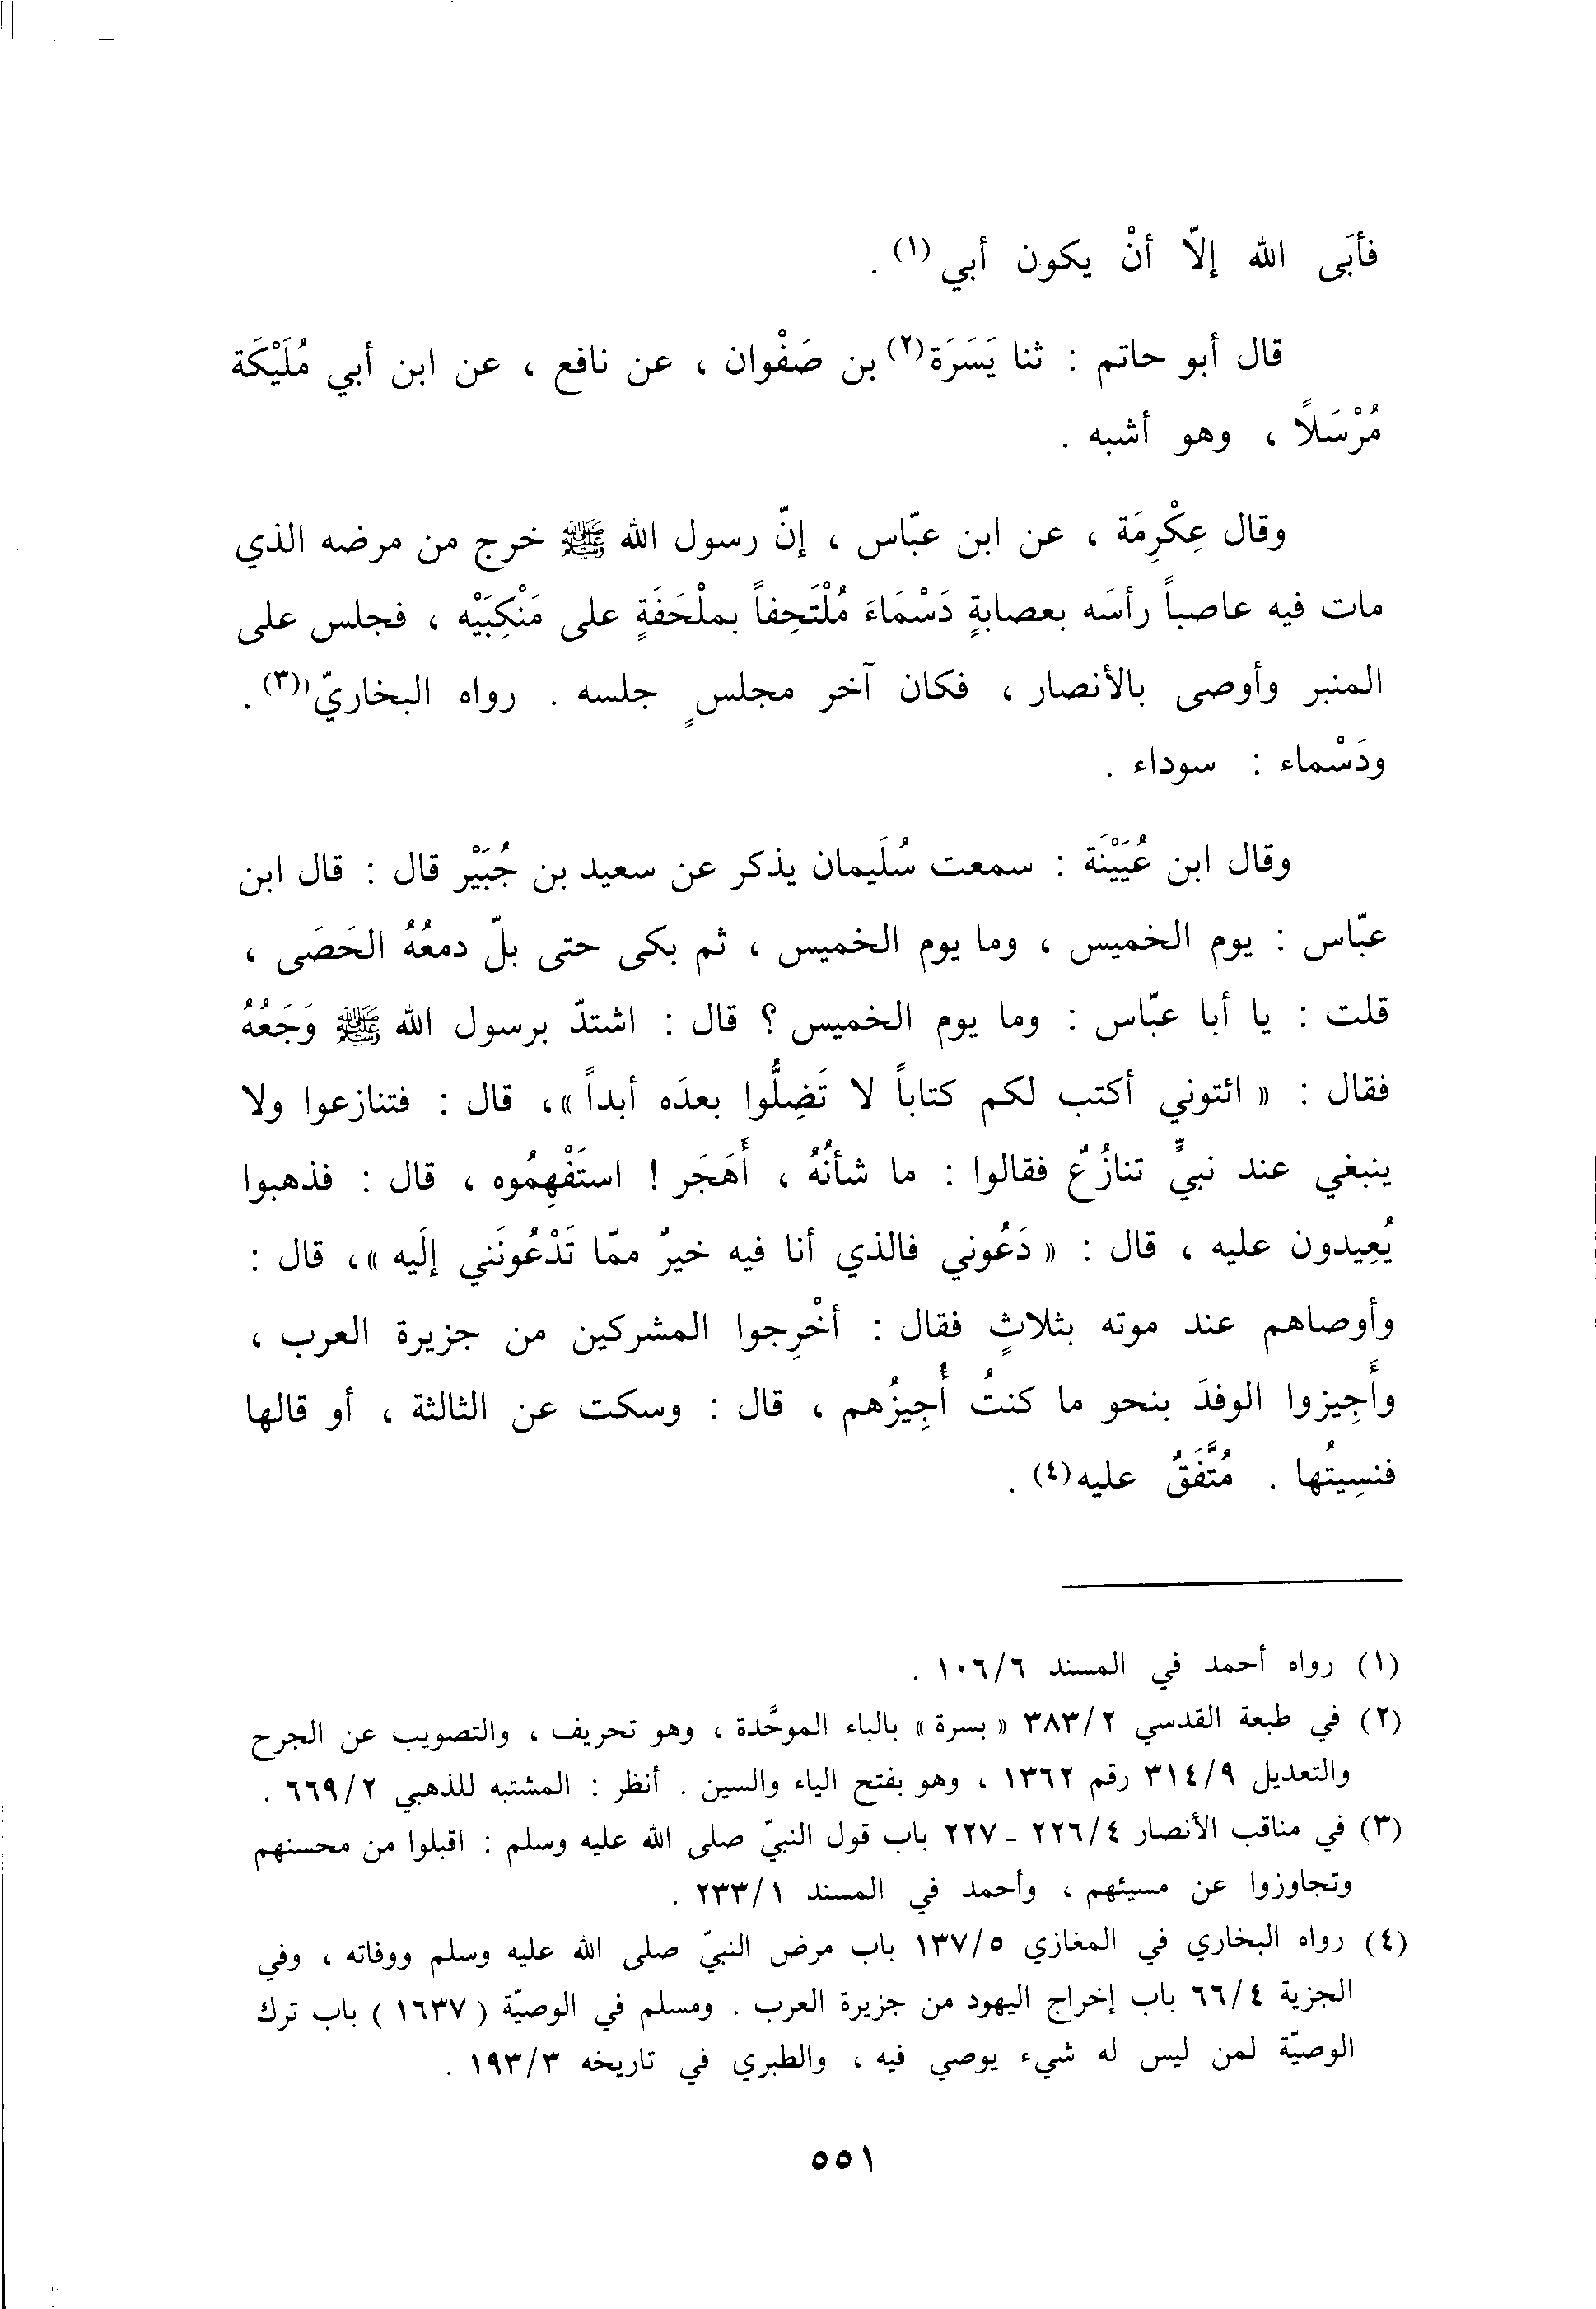 فأبَى الله إلاّ أنْ يكون أبي (١) .
قال أبو حاتم : ثنا يَسَرَة(٢) بن صَفْوان ، عن نافع ، عن ابن أبي مُلَيْكَة
مُرْسَلاً ، وهو أشبه .
وقال عِكْرِمَة ، عن ابن عبّاس ، إنّ رسول الله ﷺ خرج من مرضه الذي
مات فيه عاصباً رأسَه بعصابةٍ دَسْمَاءَ مُلْتَحِفاً بملْحَفَةٍ على مَنْكِبَيْه ، فجلس على
المنبر وأوصى بالأنصار ، فكان آخر مجلسٍ جلسه . رواه البخاريّ(٣) .
ودَسْماء : سوداء .
وقال ابن عُيَيْنَة : سمعت سُلَيمان يذكر عن سعيد بن جُبَيْر قال : قال ابن
عبّاس : يوم الخميس ، وما يوم الخميس ، ثم بكى حتى بلّ دمعُهُ الحَصَى ،
قلت : يا أبا عبّاس : وما يوم الخميس ؟ قال : اشتدّ برسول الله ﷺ وَجَعُهُ
فقال : « ائتوني أكتب لكم كتاباً لا تَضِلُّوا بعدَه أبداً »، قال : فتنازعوا ولا
ينبغي عند نبيٍّ تنازُعٌ فقالوا : ما شأنُهُ ، أَهَجَر ! استَفْهِمُوه ، قال : فذهبوا
يُعِيدون عليه ، قال : « دَعُوني فالذي أنا فيه خيرٌ ممّا تَدْعُونَني إلَيه »، قال :
وأوصاهم عند موته بثلاثٍ فقال : أخْرِجوا المشركين من جزيرة العرب ،
وأَجِيزوا الوفدَ بنحو ما كنتُ أُجِيزُهم ، قال : وسكت عن الثالثة ، أو قالها
فنسِيتُها . مُتَّفَقٌ عليه(٤) .
(١) رواه أحمد في المسند ١٠٦/٦ .
(٢) في طبعة القدسي ٣٨٣/٢ « بسرة » بالباء الموحَّدة ، وهو تحريف ، والتصويب عن الجرح
والتعديل ٣١٤/٩ رقم ١٣٦٢ ، وهو بفتح الياء والسين . أنظر : المشتبه للذهبي ٦٦٩/٢ .
(٣) في مناقب الأنصار ٢٢٦/٤ - ٢٢٧ باب قول النبيّ صلى الله عليه وسلم : اقبلوا من محسنهم
وتجاوزوا عن مسيئهم ، وأحمد في المسند ٢٣٣/١ .
(٤) رواه البخاري في المغازي ١٣٧/٥ باب مرض النبيّ صلى الله عليه وسلم ووفاته ، وفي
الجزية ٦٦/٤ باب إخراج اليهود من جزيرة العرب . ومسلم في الوصيّة (١٦٣٧) باب ترك
الوصيّة لمن ليس له شيء يوصي فيه ، والطبري في تاريخه ١٩٣/٣ .
٥٥١